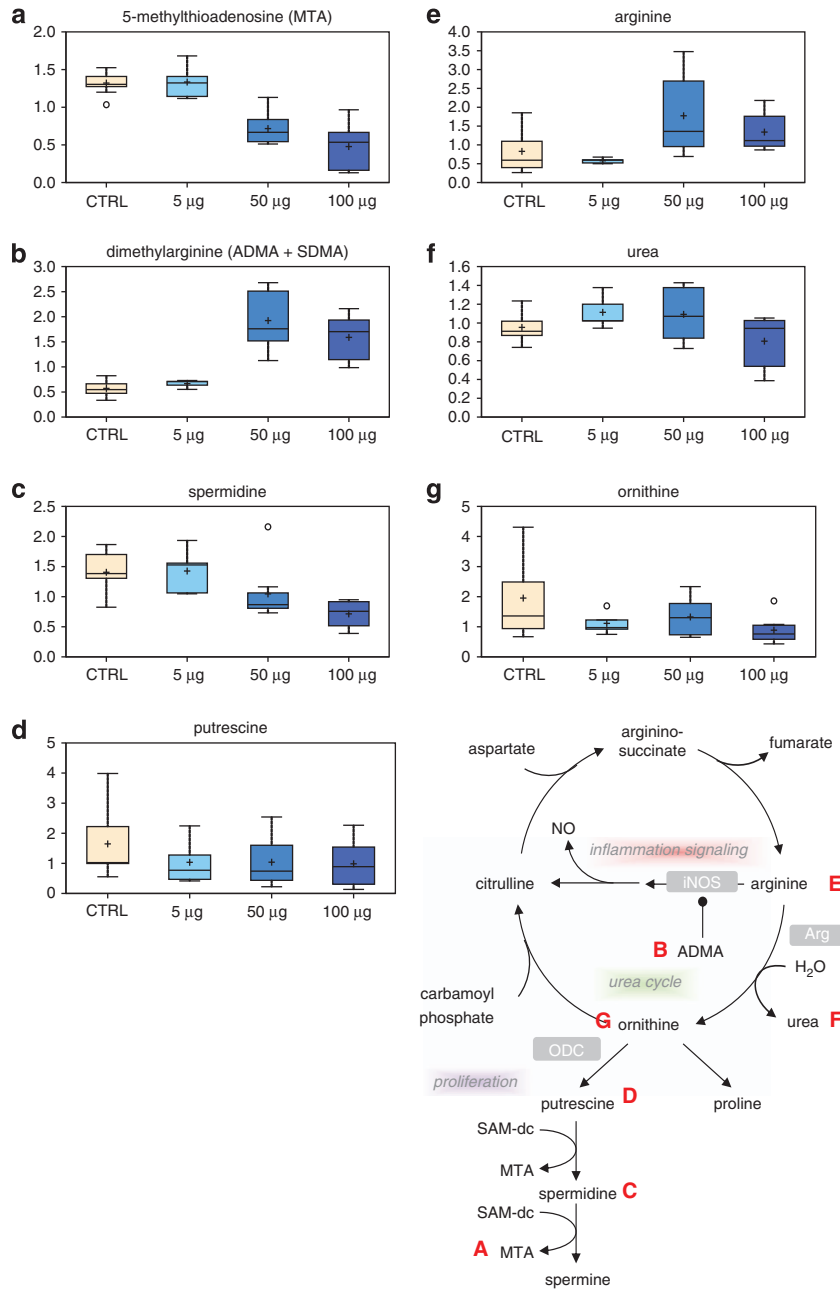 a
5-methylthioadenosine (MTA)
2.0
1.5
1.0
0.5
0.0
CTRL 5 μg 50 μg 100 μg
b
dimethylarginine (ADMA + SDMA)
3.0
2.5
2.0
1.5
1.0
0.5
0.0
CTRL 5 μg 50 μg 100 μg
c
spermidine
2.5
2.0
1.5
1.0
0.5
0.0
CTRL 5 μg 50 μg 100 μg
d
putrescine
5
4
3
2
1
0
CTRL 5 μg 50 μg 100 μg
e
arginine
4.0
3.5
3.0
2.5
2.0
1.5
1.0
0.5
0.0
CTRL 5 μg 50 μg 100 μg
f
urea
1.6
1.4
1.2
1.0
0.8
0.6
0.4
0.2
0.0
CTRL 5 μg 50 μg 100 μg
g
ornithine
5
4
3
2
1
0
CTRL 5 μg 50 μg 100 μg
aspartate
arginino-
succinate
fumarate
NO
inflammation signaling
citrulline
iNOS
arginine E
Arg
B ADMA
H2O
urea cycle
carbamoyl
phosphate
G ornithine
urea F
ODC
proliferation
putrescine D
proline
SAM-dc
MTA
spermidine C
SAM-dc
A MTA
spermine